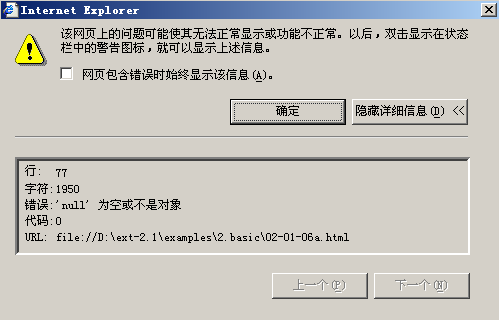 Internet Explorer
该网页上的问题可能使其无法正常显示或功能不正常。以后，双击显示在状态
栏中的警告图标，就可以显示上述信息。
网页包含错误时始终显示该信息(A)。
确定
隐藏详细信息(D) <<
行: 77
字符:1950
错误:'null' 为空或不是对象
代码:0
URL: file://D:\ext-2.1\examples\2.basic\02-01-06a.html
上一个(P)
下一个(N)